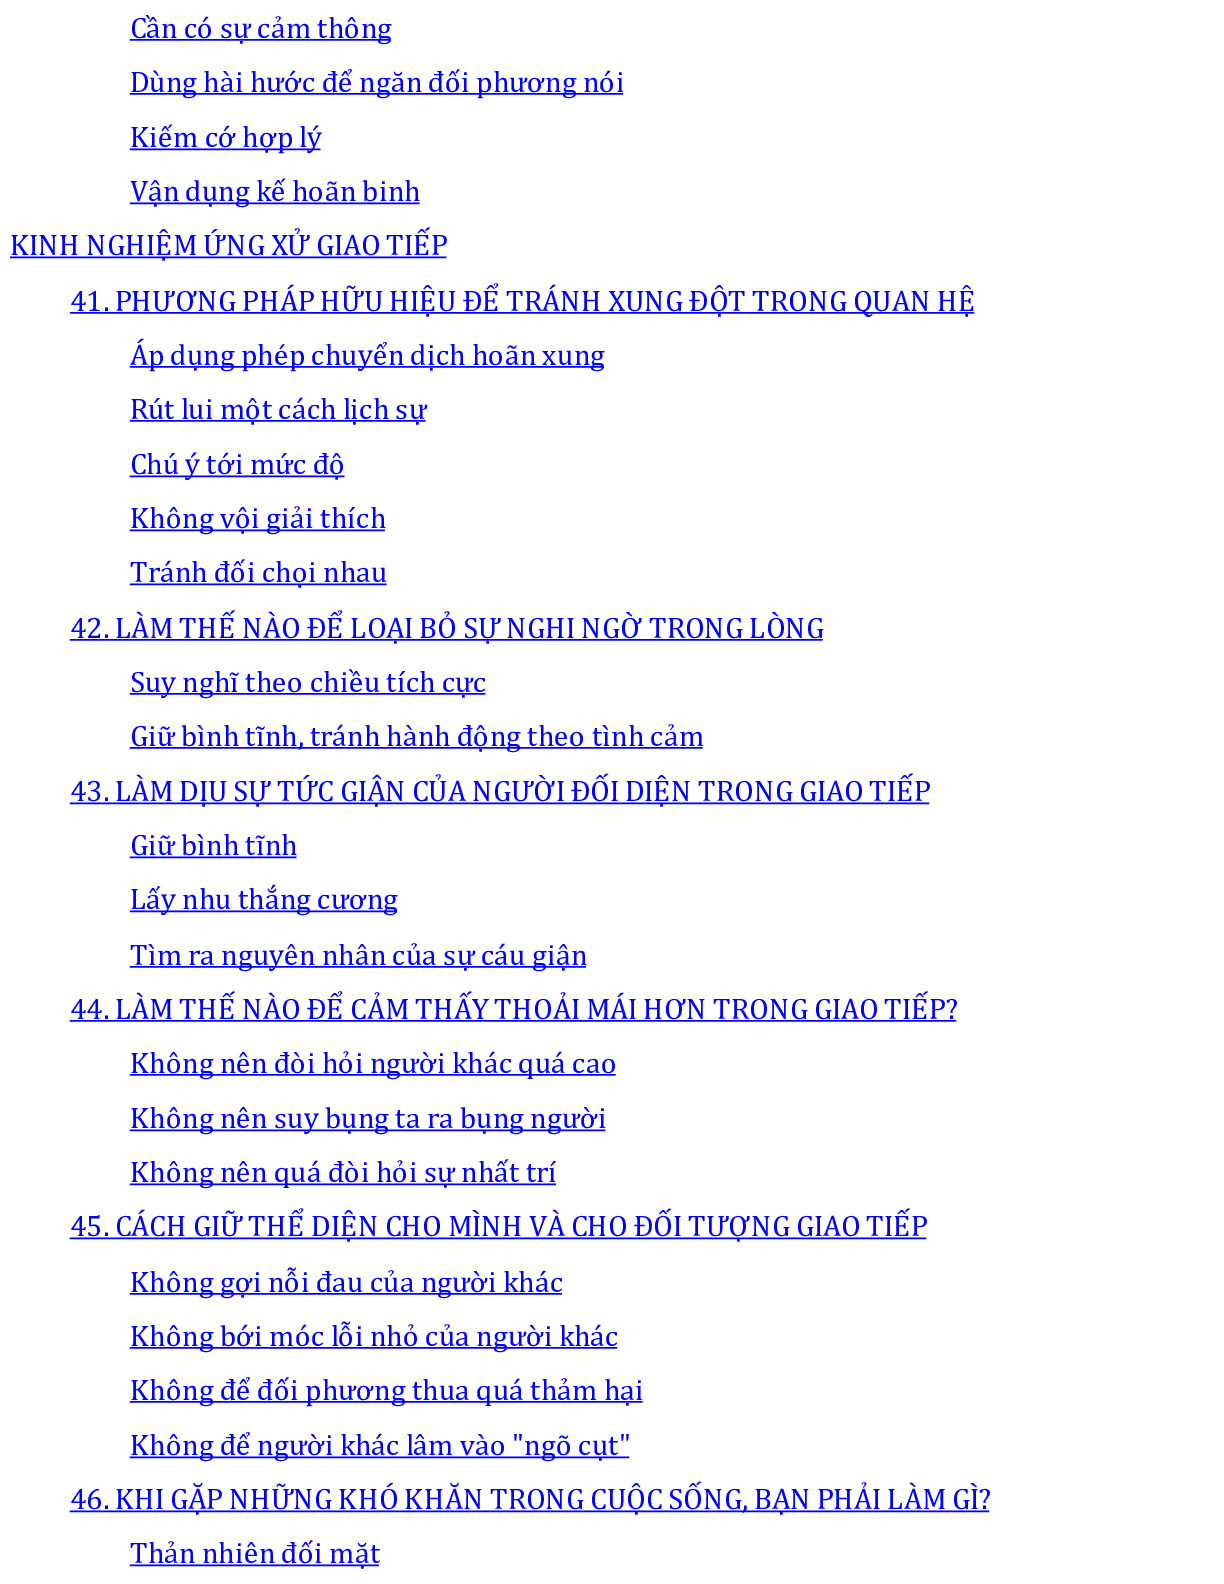 Cần có sự cảm thông
Dùng hài hước để ngăn đối phương nói
Kiếm cớ hợp lý
Vận dụng kế hoãn binh
KINH NGHIỆM ỨNG XỬ GIAO TIẾP
41. PHƯƠNG PHÁP HỮU HIỆU ĐỂ TRÁNH XUNG ĐỘT TRONG QUAN HỆ
Áp dụng phép chuyển dịch hoãn xung
Rút lui một cách lịch sự
Chú ý tới mức độ
Không vội giải thích
Tránh đối chọi nhau
42. LÀM THẾ NÀO ĐỂ LOẠI BỎ SỰ NGHI NGỜ TRONG LÒNG
Suy nghĩ theo chiều tích cực
Giữ bình tĩnh, tránh hành động theo tình cảm
43. LÀM DỊU SỰ TỨC GIẬN CỦA NGƯỜI ĐỐI DIỆN TRONG GIAO TIẾP
Giữ bình tĩnh
Lấy nhu thắng cương
Tìm ra nguyên nhân của sự cáu giận
44. LÀM THẾ NÀO ĐỂ CẢM THẤY THOẢI MÁI HƠN TRONG GIAO TIẾP?
Không nên đòi hỏi người khác quá cao
Không nên suy bụng ta ra bụng người
Không nên quá đòi hỏi sự nhất trí
45. CÁCH GIỮ THỂ DIỆN CHO MÌNH VÀ CHO ĐỐI TƯỢNG GIAO TIẾP
Không gợi nỗi đau của người khác
Không bới móc lỗi nhỏ của người khác
Không để đối phương thua quá thảm hại
Không để người khác lâm vào "ngõ cụt"
46. KHI GẶP NHỮNG KHÓ KHĂN TRONG CUỘC SỐNG, BẠN PHẢI LÀM GÌ?
Thản nhiên đối mặt